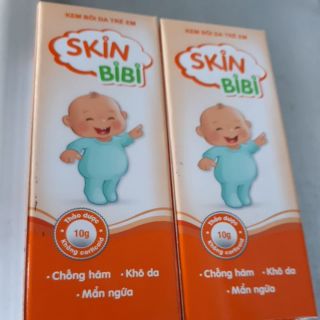 KEM BÔI DA TRẺ EM
SKIN
BiBi
Thảo dược
10g
Không corticoid
· Chống hăm · Khô da
· Mẩn ngứa
KEM BÔI DA TRẺ EM
SKIN
BiBi
Thảo dược
10g
Không corticoid
· Chống hăm · Khô da
· Mẩn ngứa